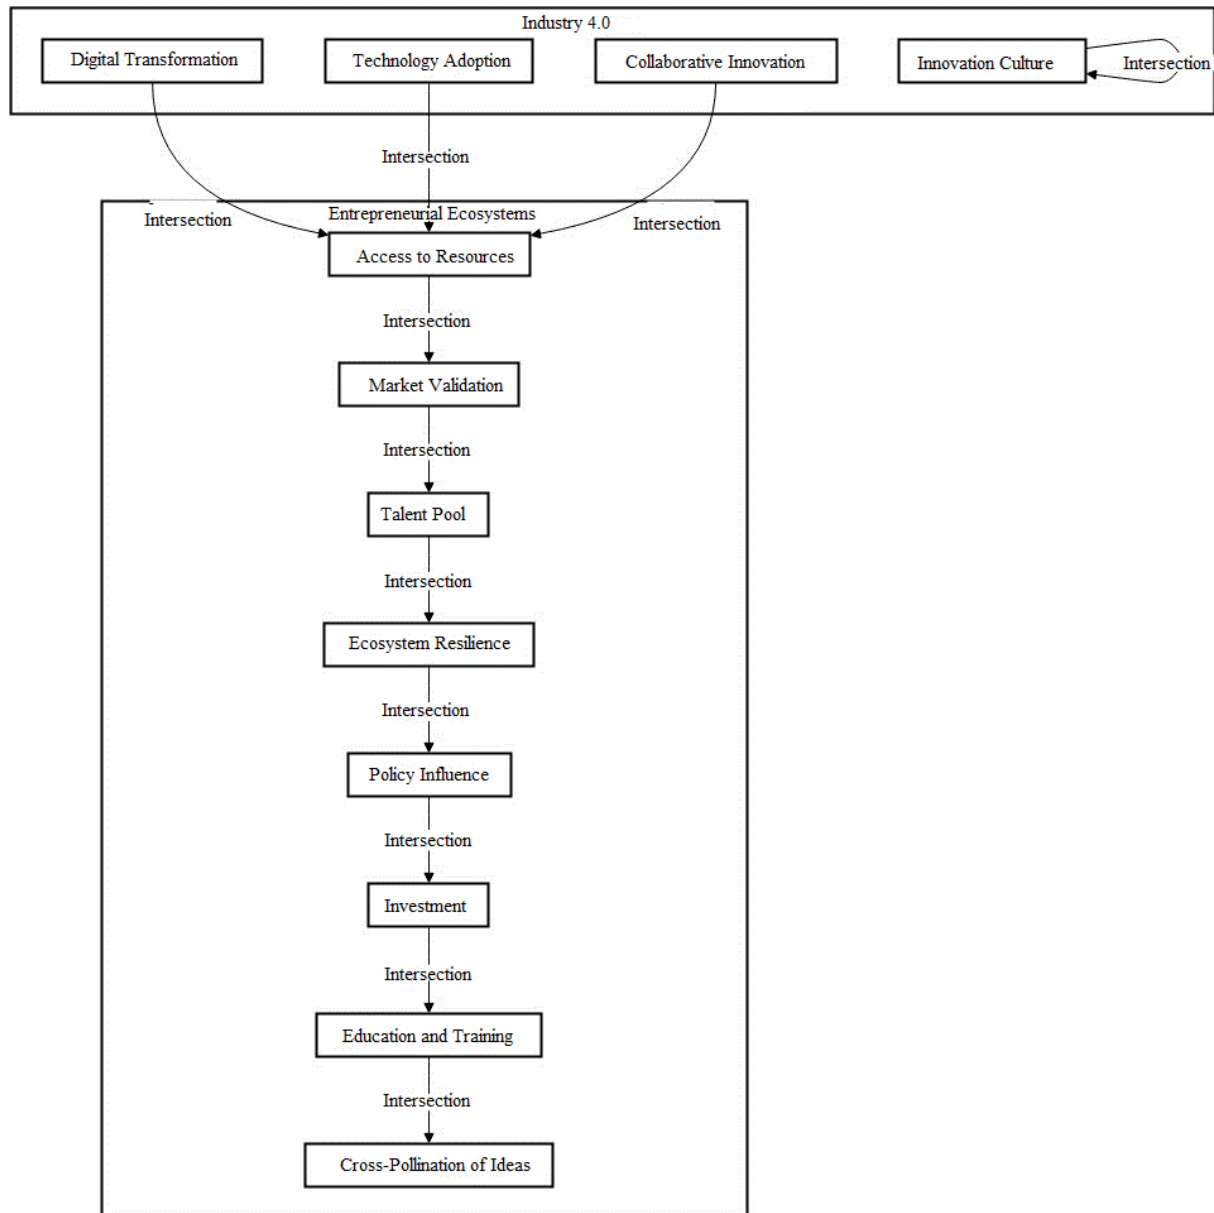 Industry 4.0
Digital Transformation
Technology Adoption
Collaborative Innovation
Innovation Culture
Intersection
Intersection
Intersection
Entrepreneurial Ecosystems
Intersection
Access to Resources
Intersection
Market Validation
Intersection
Talent Pool
Intersection
Ecosystem Resilience
Intersection
Policy Influence
Intersection
Investment
Intersection
Education and Training
Intersection
Cross-Pollination of Ideas